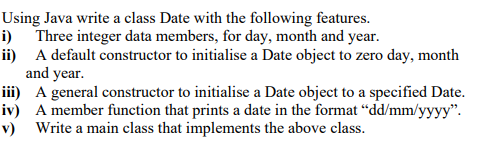 Using Java write a class Date with the following features.
i) Three integer data members, for day, month and year.
ii) A default constructor to initialise a Date object to zero day, month
and year.
iii) A general constructor to initialise a Date object to a specified Date.
iv) A member function that prints a date in the format “dd/mm/yyyy”.
v) Write a main class that implements the above class.